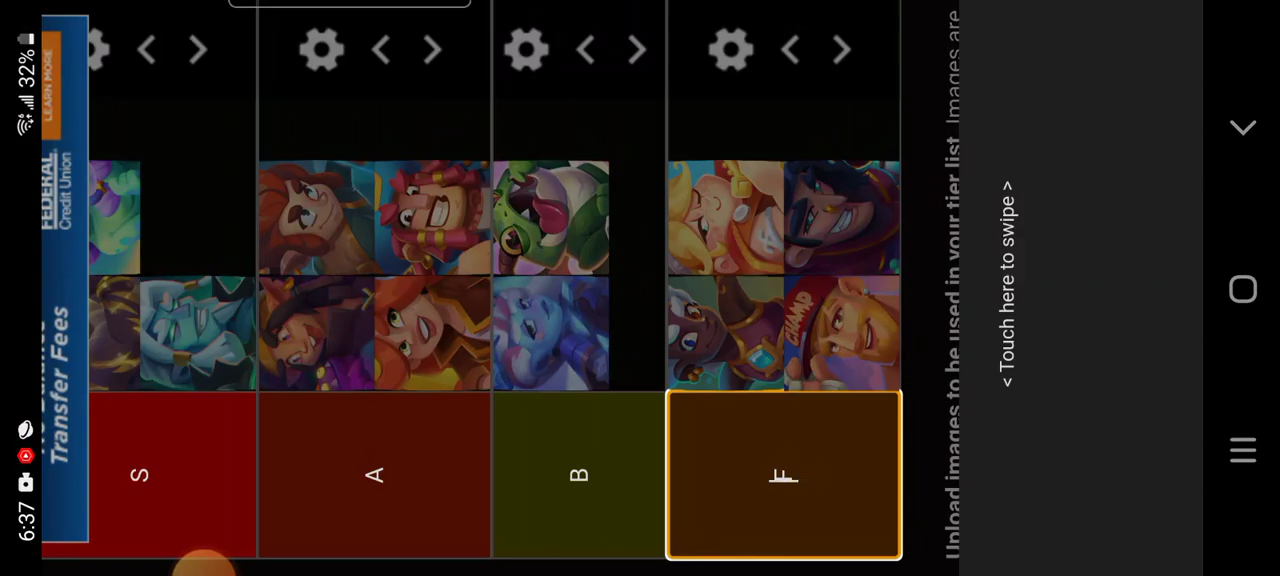 6:37
32%
Transfer Fees
FEDERAL
Credit Union
LEARN MORE
S
A
B
F
CHAMP
Upload images to be used in your tier list. Images are
< Touch here to swipe >